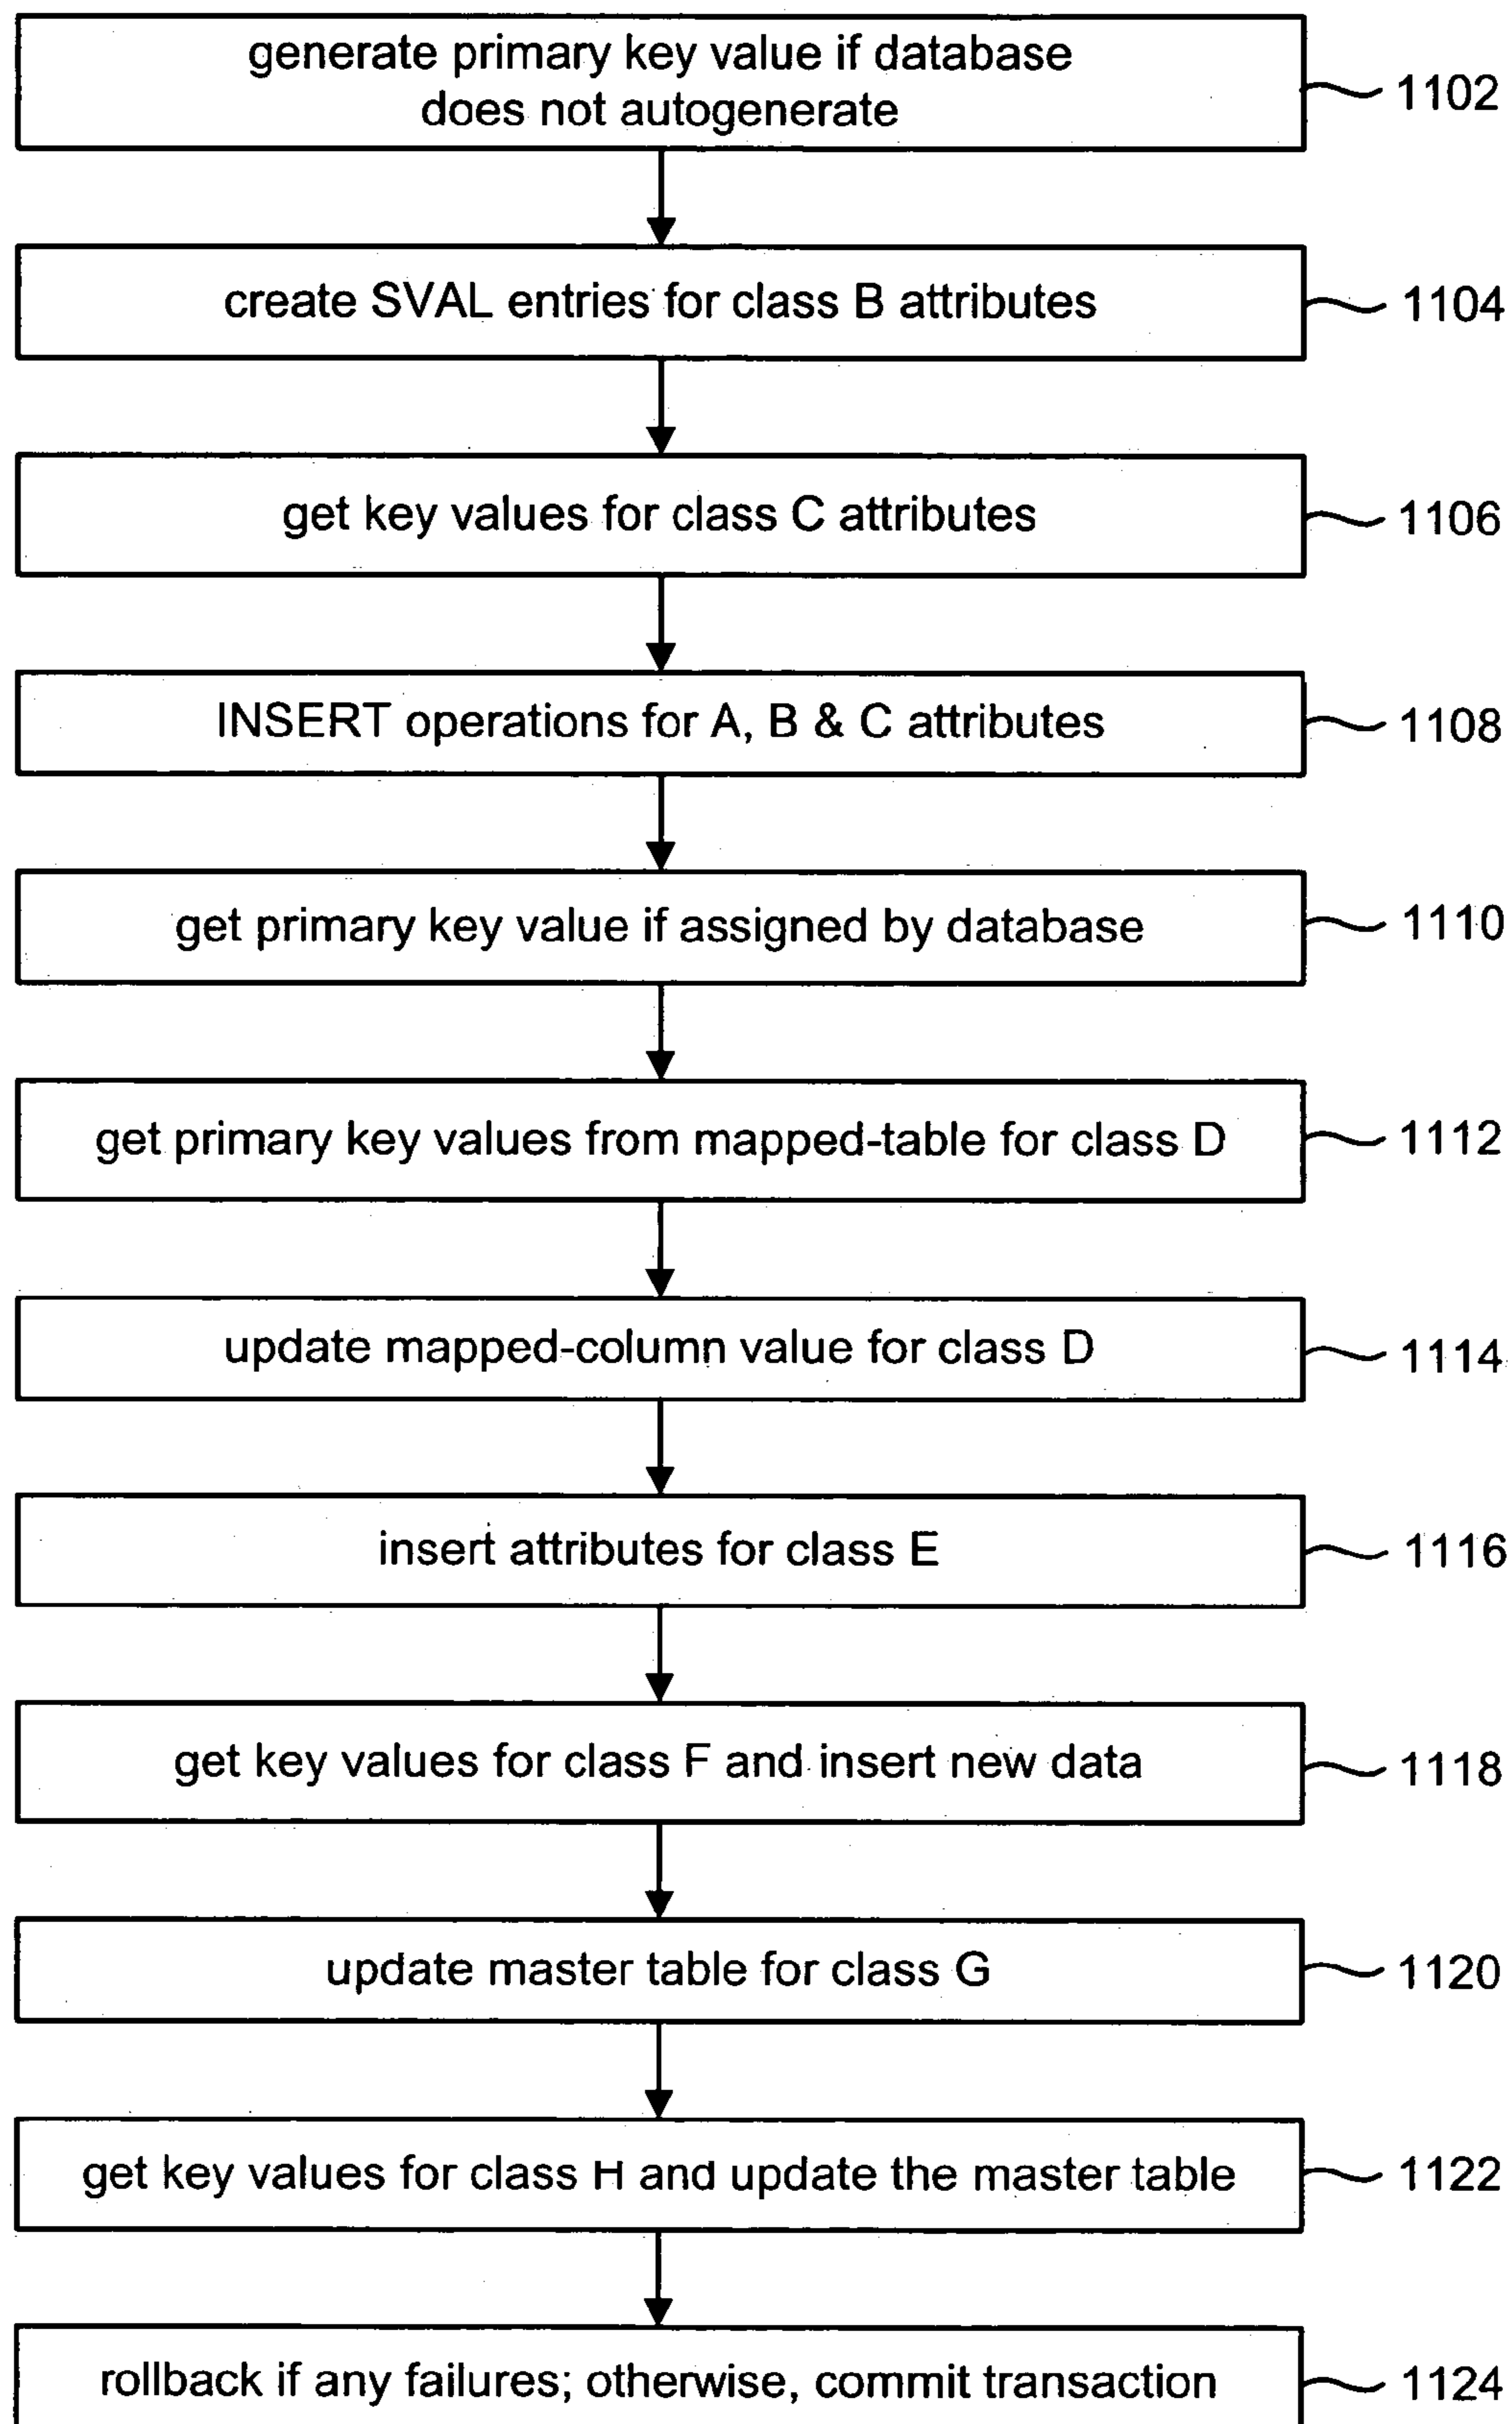 generate primary key value if database
does not autogenerate
1102
create SVAL entries for class B attributes
1104
get key values for class C attributes
1106
INSERT operations for A, B & C attributes
1108
get primary key value if assigned by database
1110
get primary key values from mapped-table for class D
1112
update mapped-column value for class D
1114
insert attributes for class E
1116
get key values for class F and insert new data
1118
update master table for class G
1120
get key values for class H and update the master table
1122
rollback if any failures; otherwise, commit transaction
1124